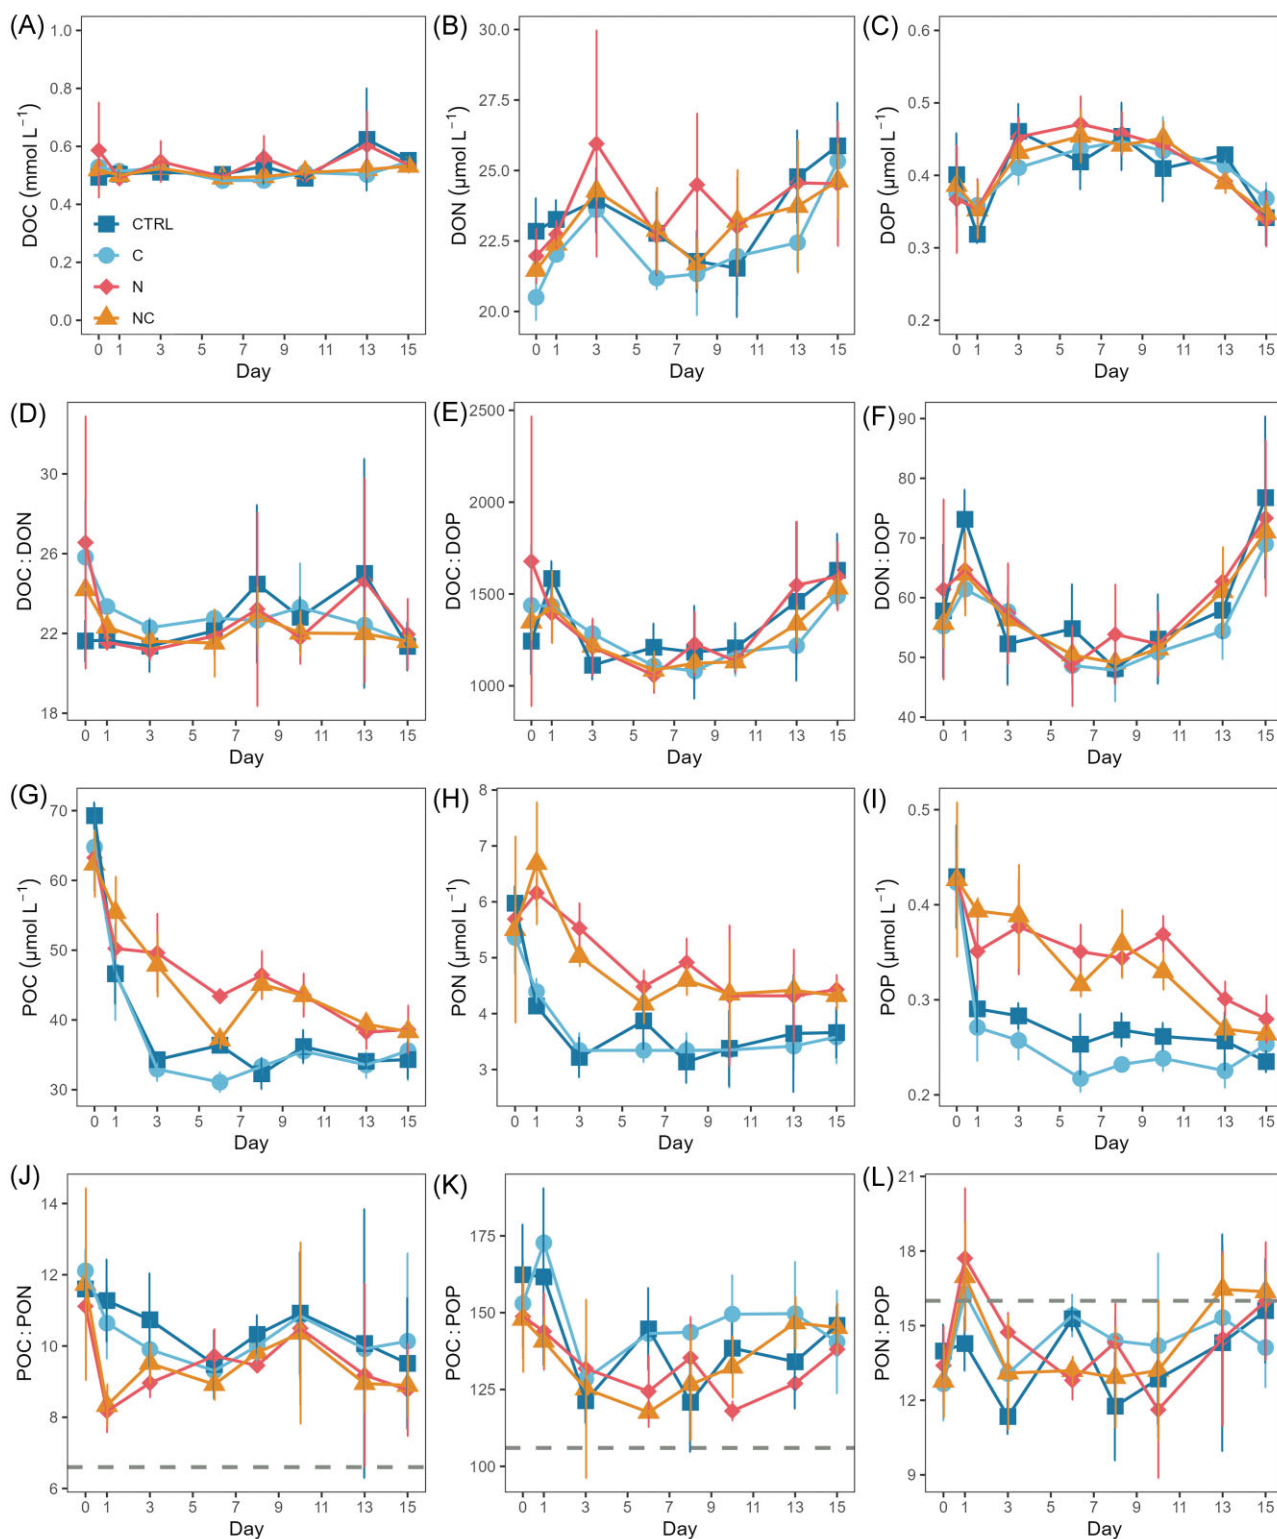 (A)
DOC (mmol L⁻¹)
1.0
0.8
0.6
0.4
0.2
0.0
CTRL
C
N
NC
0 1 3 5 7 9 11 13 15
Day
(B)
DON (µmol L⁻¹)
30.0
27.5
25.0
22.5
20.0
0 1 3 5 7 9 11 13 15
Day
(C)
DOP (µmol L⁻¹)
0.6
0.5
0.4
0.3
0.2
0 1 3 5 7 9 11 13 15
Day
(D)
DOC : DON
30
26
22
18
0 1 3 5 7 9 11 13 15
Day
(E)
DOC : DOP
2500
2000
1500
1000
0 1 3 5 7 9 11 13 15
Day
(F)
DON : DOP
90
80
70
60
50
40
0 1 3 5 7 9 11 13 15
Day
(G)
POC (µmol L⁻¹)
70
60
50
40
30
0 1 3 5 7 9 11 13 15
Day
(H)
PON (µmol L⁻¹)
8
7
6
5
4
3
0 1 3 5 7 9 11 13 15
Day
(I)
POP (µmol L⁻¹)
0.5
0.4
0.3
0.2
0 1 3 5 7 9 11 13 15
Day
(J)
POC : PON
14
12
10
8
6
0 1 3 5 7 9 11 13 15
Day
(K)
POC : POP
175
150
125
100
0 1 3 5 7 9 11 13 15
Day
(L)
PON : POP
21
18
15
12
9
0 1 3 5 7 9 11 13 15
Day